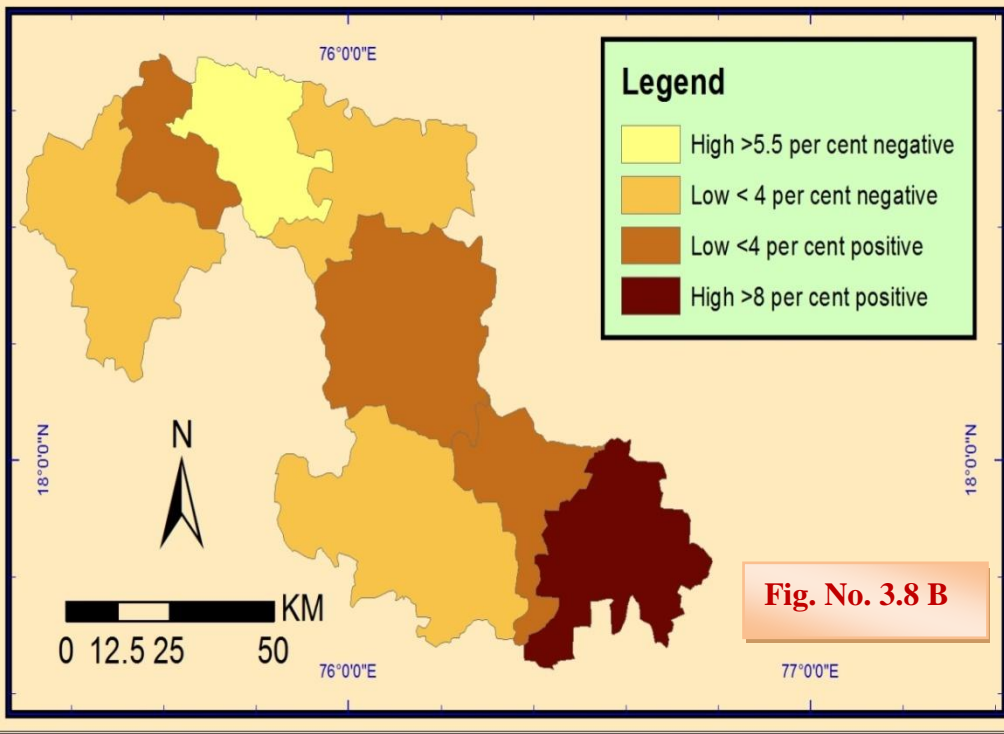 76°0'0"E
Legend
High >5.5 per cent negative
Low < 4 per cent negative
Low <4 per cent positive
High >8 per cent positive
18°0'0"N
18°0'0"N
N
KM
0 12.5 25 50
Fig. No. 3.8 B
76°0'0"E
77°0'0"E